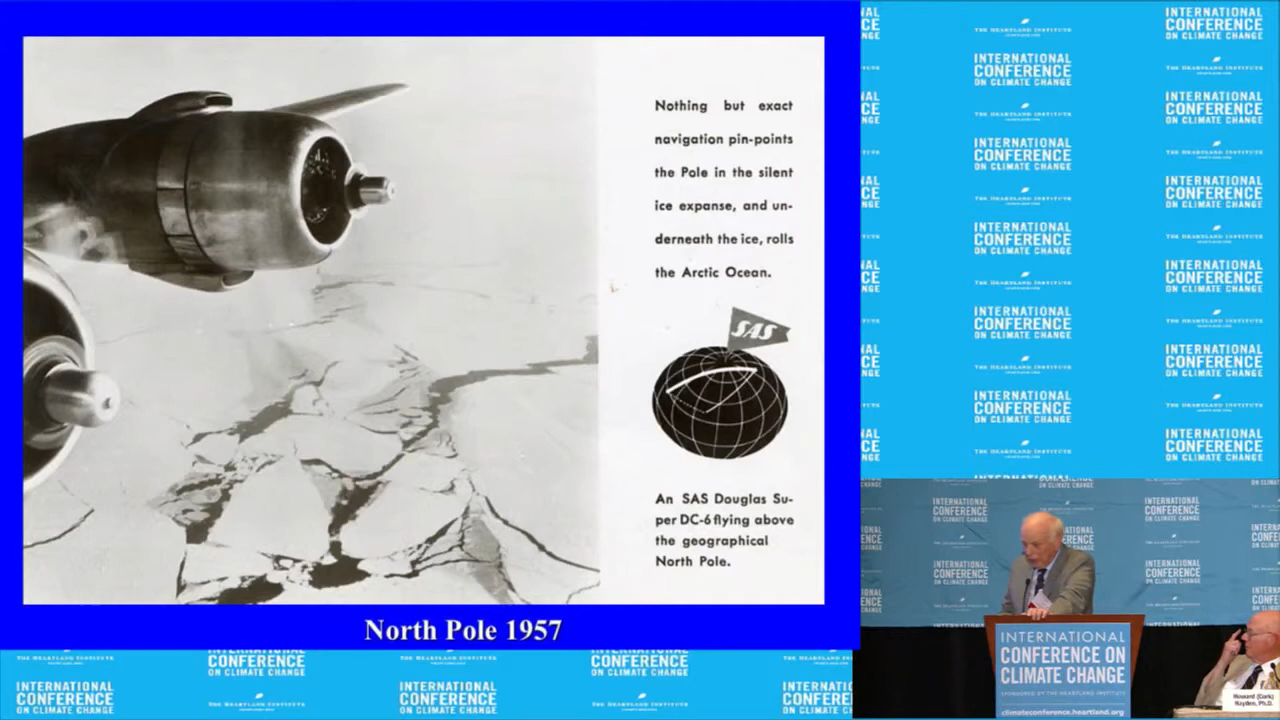 Nothing but exact
navigation pin-points
the Pole in the silent
ice expanse, and un-
derneath the ice, rolls
the Arctic Ocean.
SAS
An SAS Douglas Su-
per DC-6 flying above
the geographical
North Pole.
North Pole 1957
INTERNATIONAL
CONFERENCE
ON CLIMATE CHANGE
THE HEARTLAND INSTITUTE
INTERNATIONAL
CONFERENCE ON
CLIMATE CHANGE
SPONSORED BY THE HEARTLAND INSTITUTE
climateconference.heartland.org
Howard (Cork)
Hayden, Ph.D.